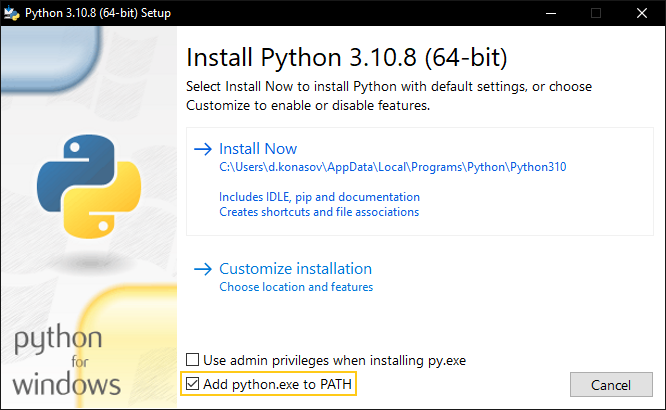 Python 3.10.8 (64-bit) Setup
Install Python 3.10.8 (64-bit)
Select Install Now to install Python with default settings, or choose
Customize to enable or disable features.
Install Now
C:\Users\d.konasov\AppData\Local\Programs\Python\Python310
Includes IDLE, pip and documentation
Creates shortcuts and file associations
Customize installation
Choose location and features
python
for
windows
Use admin privileges when installing py.exe
Add python.exe to PATH
Cancel